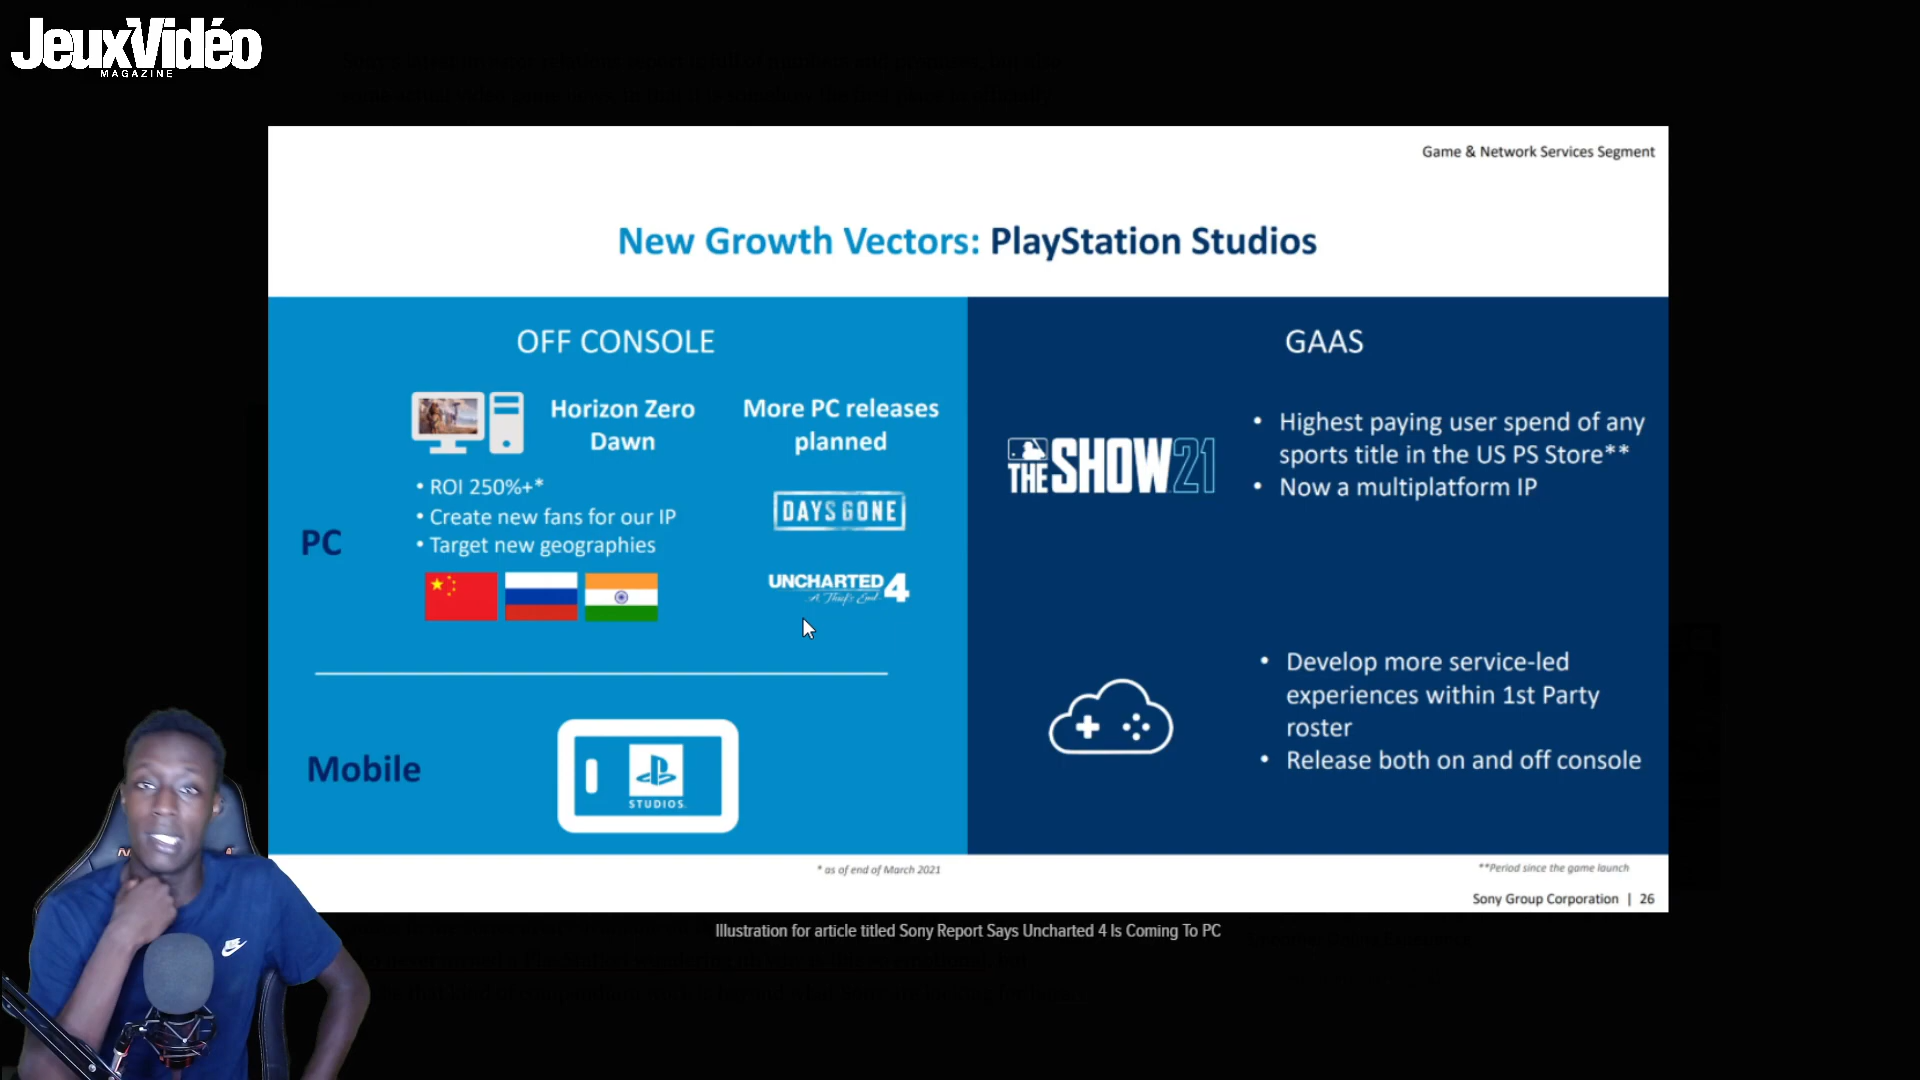 JeuxVidéo
MAGAZINE
Game & Network Services Segment
New Growth Vectors: PlayStation Studios
OFF CONSOLE
Horizon Zero
Dawn
More PC releases
planned
• ROI 250%+*
• Create new fans for our IP
• Target new geographies
PC
DAYS GONE
UNCHARTED 4
A Thief's End
Mobile
STUDIOS
GAAS
MLB
THE SHOW 21
• Highest paying user spend of any
sports title in the US PS Store**
• Now a multiplatform IP
• Develop more service-led
experiences within 1st Party
roster
• Release both on and off console
* as of end of March 2021
**Period since the game launch
Sony Group Corporation | 26
Illustration for article titled Sony Report Says Uncharted 4 Is Coming To PC